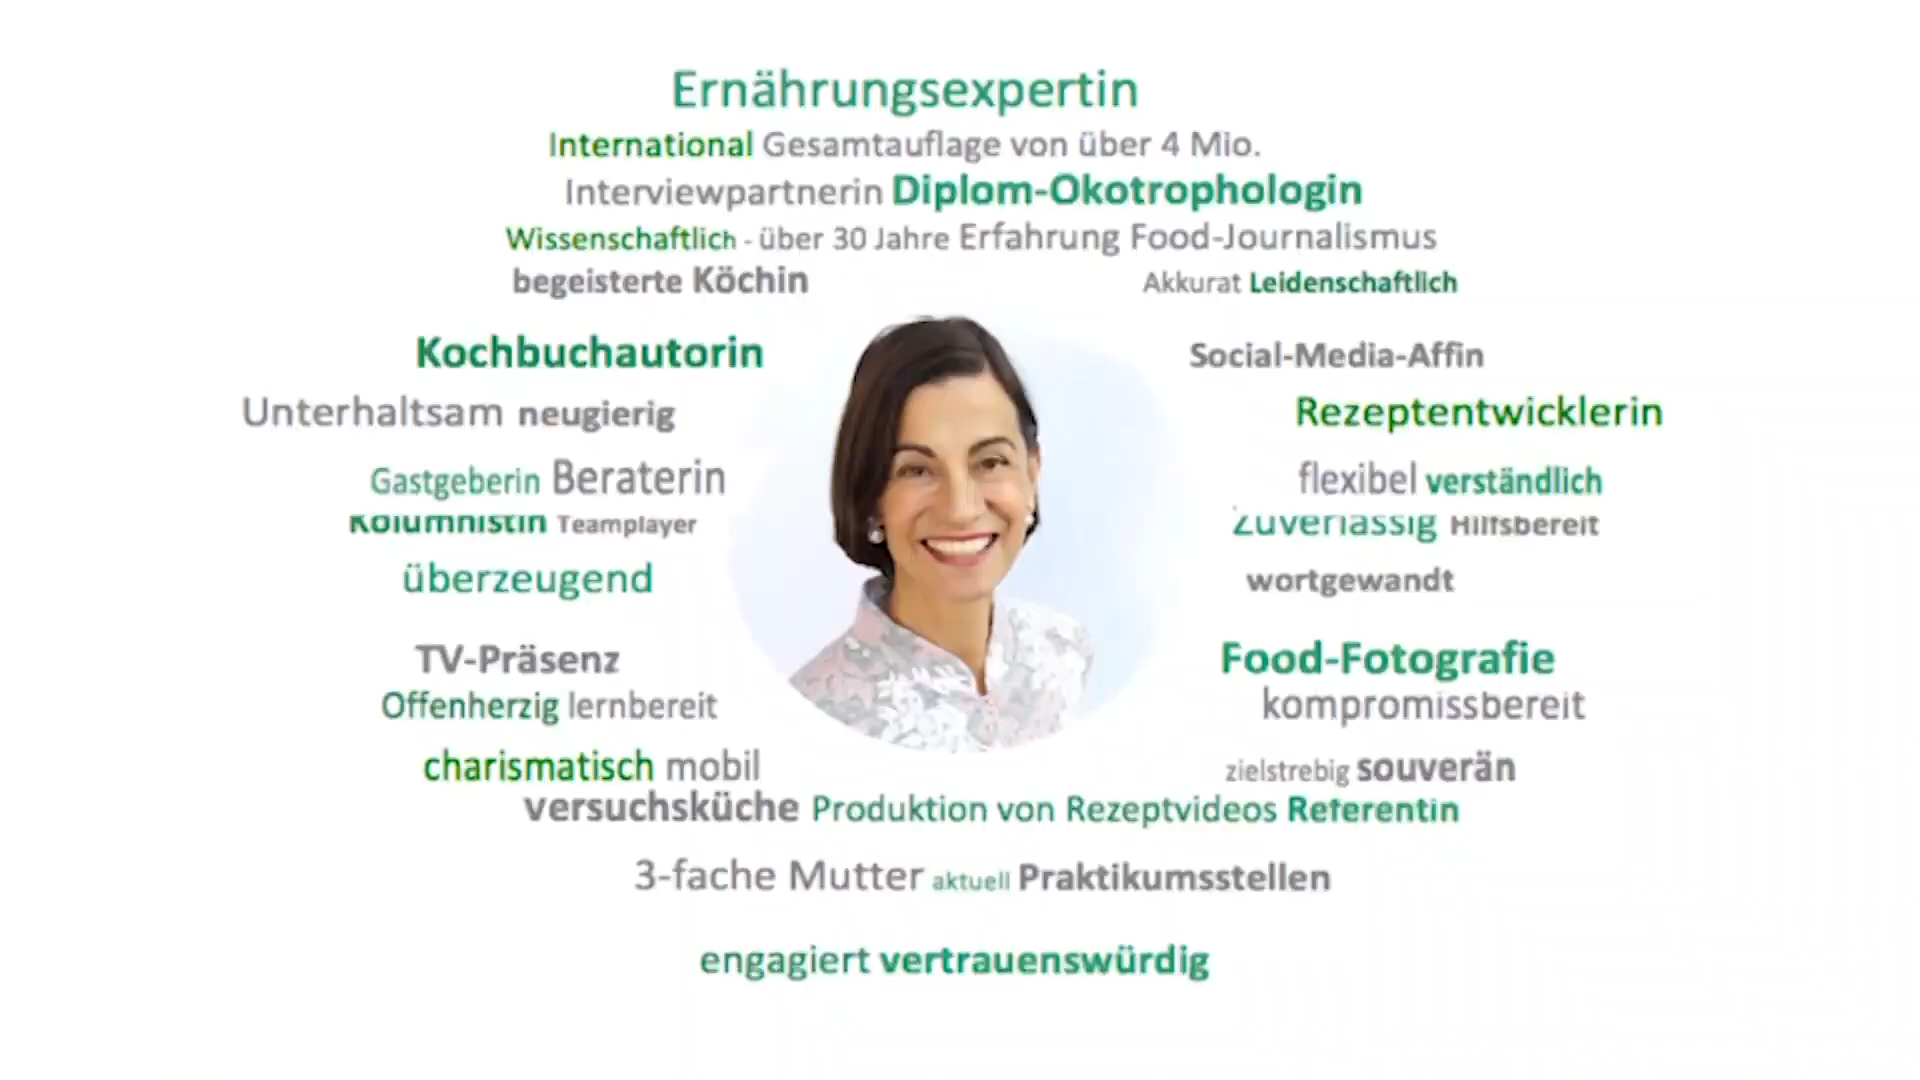 Ernährungsexpertin
International Gesamtauflage von über 4 Mio.
Interviewpartnerin Diplom-Okotrophologin
Wissenschaftlich - über 30 Jahre Erfahrung Food-Journalismus
begeisterte Köchin Akkurat Leidenschaftlich
Kochbuchautorin Social-Media-Affin
Unterhaltsam neugierig Rezeptentwicklerin
Gastgeberin Beraterin flexibel verständlich
Kolumnistin Teamplayer Zuverlässig Hilfsbereit
überzeugend wortgewandt
TV-Präsenz Food-Fotografie
Offenherzig lernbereit kompromissbereit
charismatisch mobil zielstrebig souverän
versuchsküche Produktion von Rezeptvideos Referentin
3-fache Mutter aktuell Praktikumsstellen
engagiert vertrauenswürdig